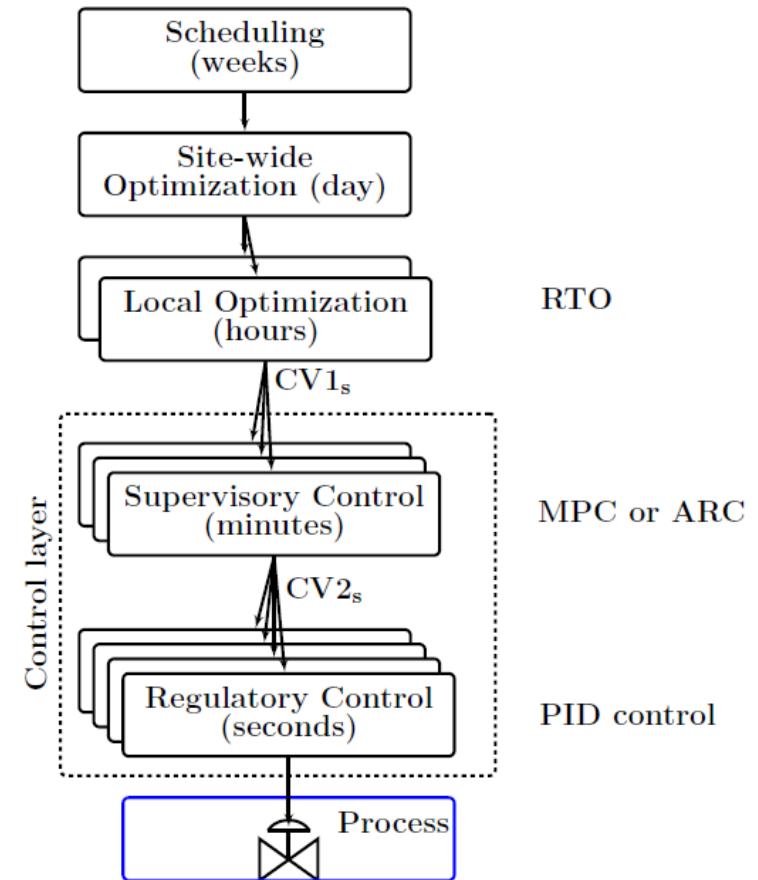 Scheduling
(weeks)
Site-wide
Optimization (day)
Local Optimization
(hours)
RTO
CV1s
Control layer
Supervisory Control
(minutes)
MPC or ARC
CV2s
Regulatory Control
(seconds)
PID control
Process